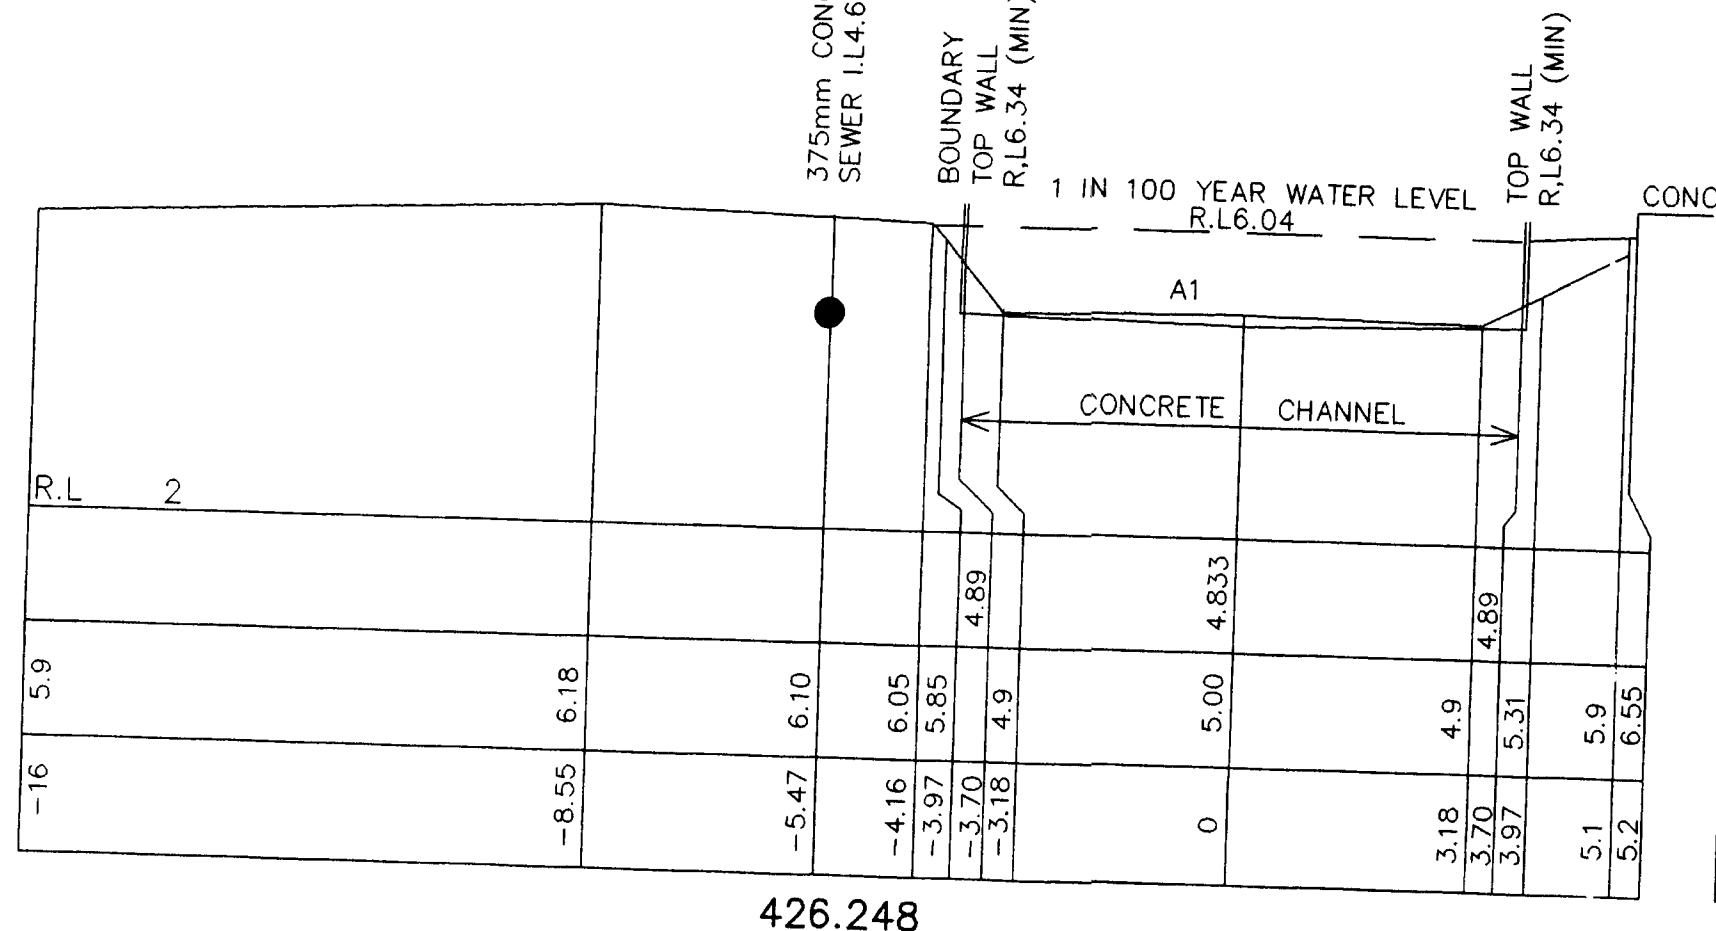 375mm
SEWER I.L4.6
BOUNDARY
TOP WALL
R,L6.34 (MIN)
1 IN 100 YEAR WATER LEVEL
R.L6.04
TOP WALL
R,L6.34 (MIN)
A1
CONCRETE CHANNEL
R.L 2
4.89 4.833 4.89
5.9 6.18 6.10 6.05 5.85 4.9 5.00 4.9 5.31 5.9 6.55
-16 -8.55 -5.47 -4.16 -3.97 -3.70 -3.18 0 3.18 3.70 3.97 5.1 5.2
426.248